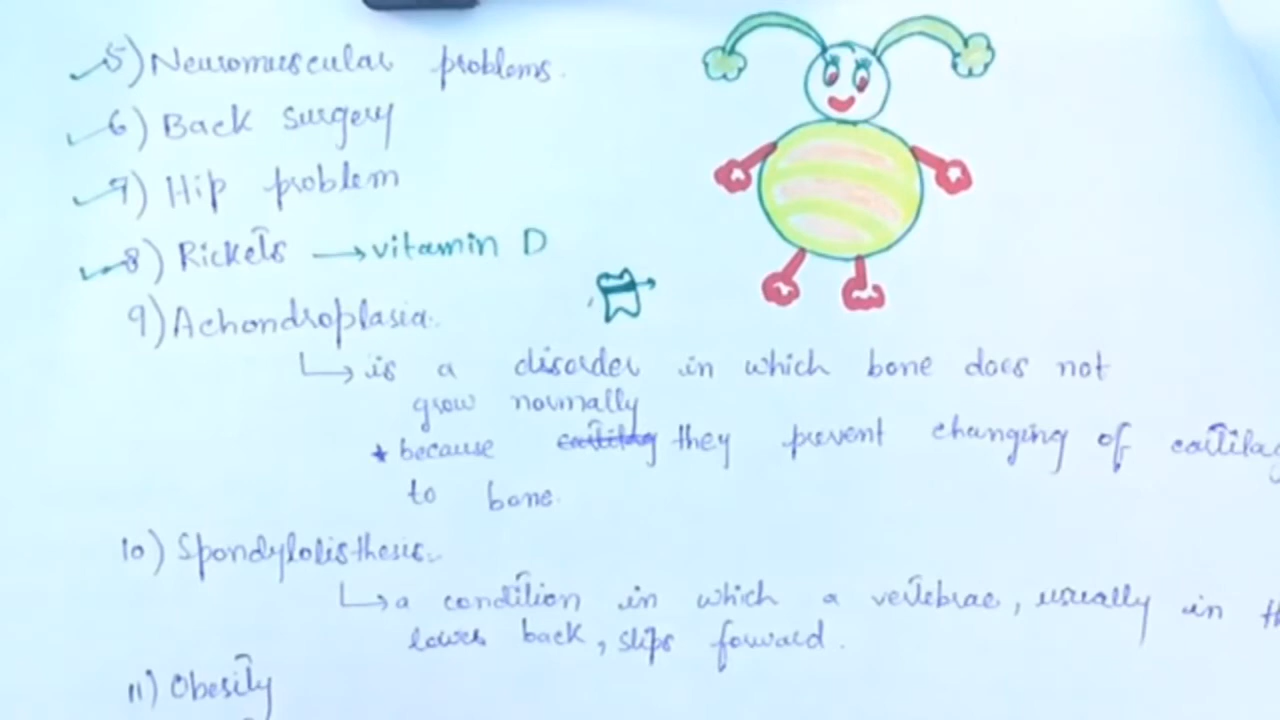 5) Neuromuscular problems.
6) Back surgery
7) Hip problem
8) Rickets → vitamin D
9) Achondroplasia.
↳ is a disorder in which bone does not
grow normally
* because they prevent changing of cartilag
to bone.
10) Spondylolisthesis.
↳ a condition in which a vertebrae, usually in th
lower back, slips forward.
11) Obesity